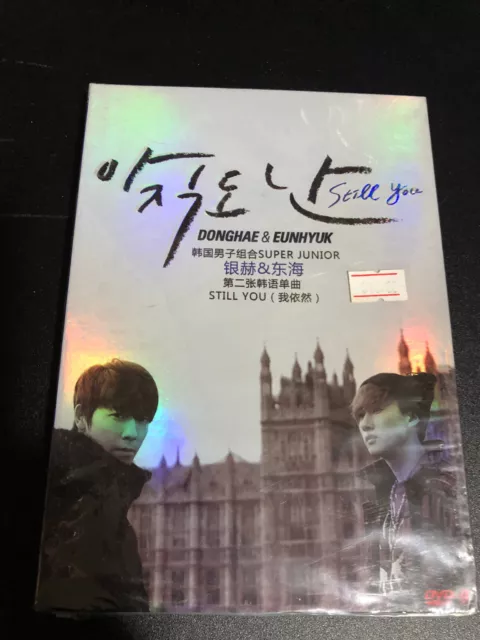 아직도 난 Still You
DONGHAE & EUNHYUK
韩国男子组合SUPER JUNIOR
银赫&东海
第二张韩语单曲
STILL YOU（我依然）